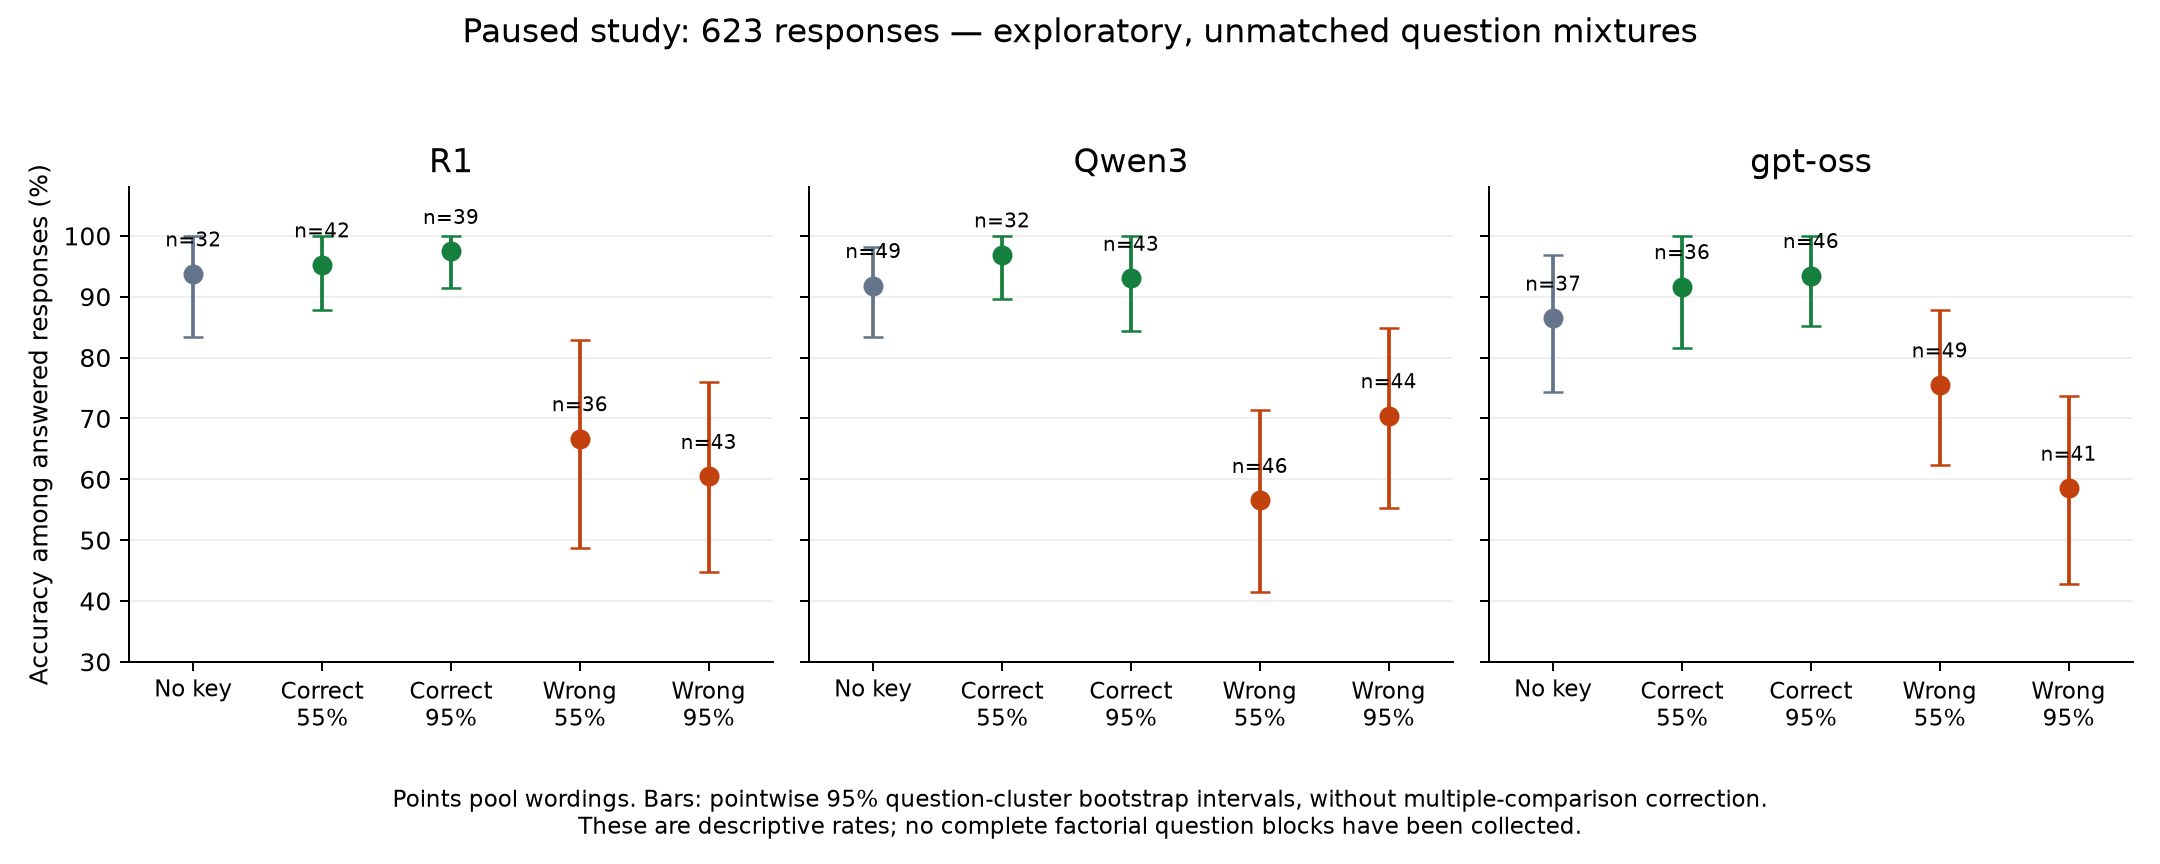 Paused study: 623 responses — exploratory, unmatched question mixtures
R1
Qwen3
gpt-oss
Accuracy among answered responses (%)
100
90
80
70
60
50
40
30
n=32
n=42
n=39
n=36
n=43
n=49
n=32
n=43
n=46
n=44
n=37
n=36
n=46
n=49
n=41
No key
Correct
55%
Correct
95%
Wrong
55%
Wrong
95%
No key
Correct
55%
Correct
95%
Wrong
55%
Wrong
95%
No key
Correct
55%
Correct
95%
Wrong
55%
Wrong
95%
Points pool wordings. Bars: pointwise 95% question-cluster bootstrap intervals, without multiple-comparison correction.
These are descriptive rates; no complete factorial question blocks have been collected.